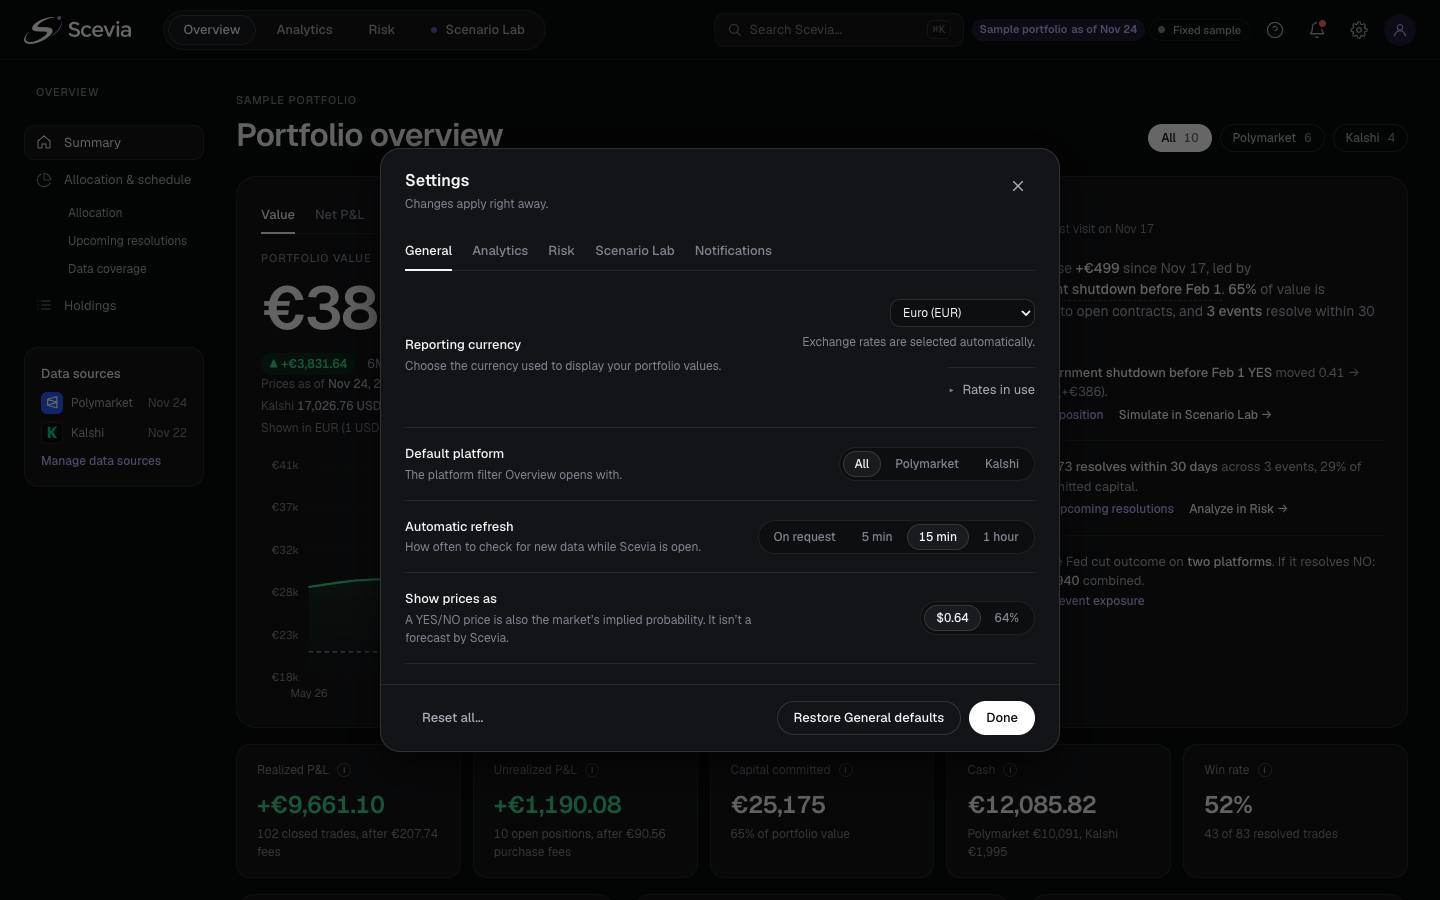 Scevia
Overview
Analytics
Risk
Scenario Lab
Search Scevia...
⌘K
Sample portfolio as of Nov 24
Fixed sample
OVERVIEW
Summary
Allocation & schedule
Allocation
Upcoming resolutions
Data coverage
Holdings
Data sources
Polymarket Nov 24
Kalshi Nov 22
Manage data sources
SAMPLE PORTFOLIO
Portfolio overview
All 10
Polymarket 6
Kalshi 4
Value
Net P&L
PORTFOLIO VALUE
€38
▲ +€3,831.64
Prices as of Nov 24, 2
Kalshi 17,026.76 USD
Shown in EUR (1 USD
€41k
€37k
€32k
€28k
€23k
€18k
May 26
Settings
Changes apply right away.
General
Analytics
Risk
Scenario Lab
Notifications
Reporting currency
Choose the currency used to display your portfolio values.
Euro (EUR)
Exchange rates are selected automatically.
Rates in use
Default platform
The platform filter Overview opens with.
All
Polymarket
Kalshi
Automatic refresh
How often to check for new data while Scevia is open.
On request
5 min
15 min
1 hour
Show prices as
A YES/NO price is also the market's implied probability. It isn't a
forecast by Scevia.
$0.64
64%
Reset all...
Restore General defaults
Done
st visit on Nov 17
se +€499 since Nov 17, led by
nt shutdown before Feb 1. 65% of value is
to open contracts, and 3 events resolve within 30
rnment shutdown before Feb 1 YES moved 0.41 →
(+€386).
position
Simulate in Scenario Lab →
73 resolves within 30 days across 3 events, 29% of
mitted capital.
pcoming resolutions
Analyze in Risk →
Fed cut outcome on two platforms. If it resolves NO:
940 combined.
event exposure
Realized P&L
+€9,661.10
102 closed trades, after €207.74
fees
Unrealized P&L
+€1,190.08
10 open positions, after €90.56
purchase fees
Capital committed
€25,175
65% of portfolio value
Cash
€12,085.82
Polymarket €10,091, Kalshi
€1,995
Win rate
52%
43 of 83 resolved trades